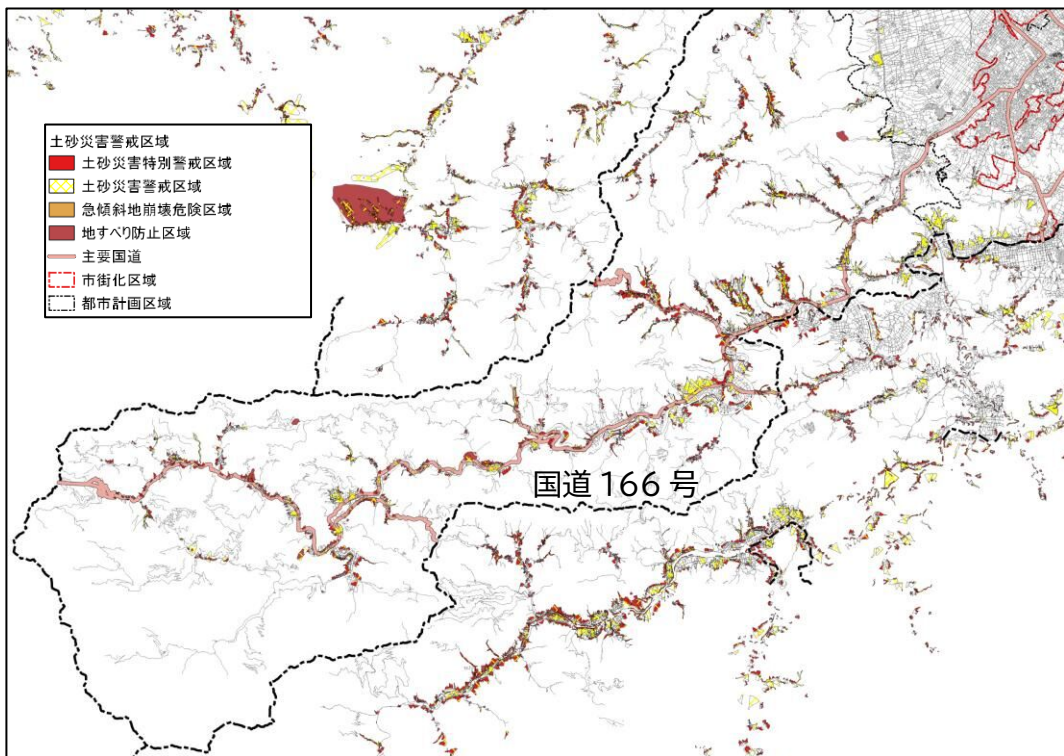 土砂災害警戒区域
土砂災害特別警戒区域
土砂災害警戒区域
急傾斜地崩壊危険区域
地すべり防止区域
主要国道
市街化区域
都市計画区域
国道166号